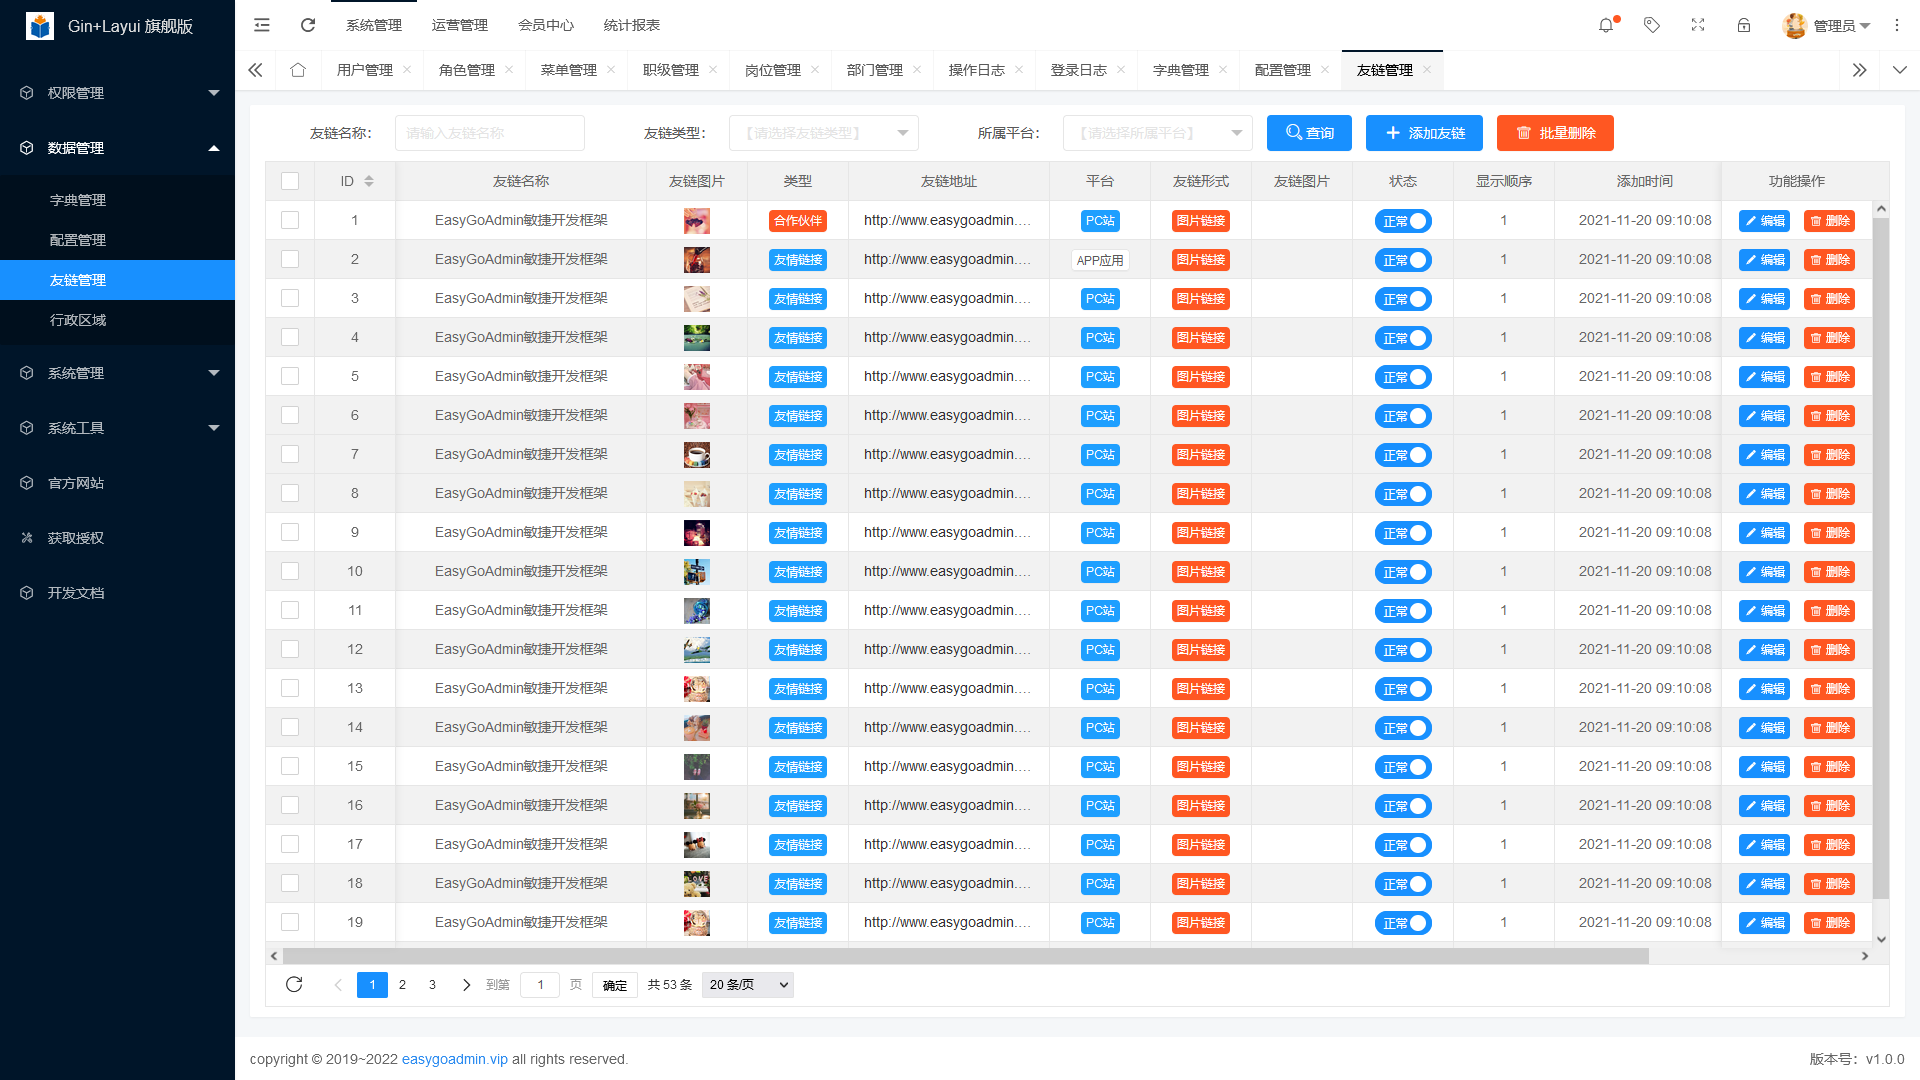 Gin+Layui 旗舰版
系统管理 运营管理 会员中心 统计报表 管理员
用户管理 角色管理 菜单管理 职级管理 岗位管理 部门管理 操作日志 登录日志 字典管理 配置管理 友链管理
权限管理
数据管理
字典管理
配置管理
友链管理
行政区域
系统管理
系统工具
官方网站
获取授权
开发文档
友链名称： 请输入友链名称 友链类型： 【请选择友链类型】 所属平台： 【请选择所属平台】 查询 添加友链 批量删除
ID 友链名称 友链图片 类型 友链地址 平台 友链形式 友链图片 状态 显示顺序 添加时间 功能操作
1 EasyGoAdmin敏捷开发框架 合作伙伴 http://www.easygoadmin.... PC站 图片链接 正常 1 2021-11-20 09:10:08 编辑 删除
2 EasyGoAdmin敏捷开发框架 友情链接 http://www.easygoadmin.... APP应用 图片链接 正常 1 2021-11-20 09:10:08 编辑 删除
3 EasyGoAdmin敏捷开发框架 友情链接 http://www.easygoadmin.... PC站 图片链接 正常 1 2021-11-20 09:10:08 编辑 删除
4 EasyGoAdmin敏捷开发框架 友情链接 http://www.easygoadmin.... PC站 图片链接 正常 1 2021-11-20 09:10:08 编辑 删除
5 EasyGoAdmin敏捷开发框架 友情链接 http://www.easygoadmin.... PC站 图片链接 正常 1 2021-11-20 09:10:08 编辑 删除
6 EasyGoAdmin敏捷开发框架 友情链接 http://www.easygoadmin.... PC站 图片链接 正常 1 2021-11-20 09:10:08 编辑 删除
7 EasyGoAdmin敏捷开发框架 友情链接 http://www.easygoadmin.... PC站 图片链接 正常 1 2021-11-20 09:10:08 编辑 删除
8 EasyGoAdmin敏捷开发框架 友情链接 http://www.easygoadmin.... PC站 图片链接 正常 1 2021-11-20 09:10:08 编辑 删除
9 EasyGoAdmin敏捷开发框架 友情链接 http://www.easygoadmin.... PC站 图片链接 正常 1 2021-11-20 09:10:08 编辑 删除
10 EasyGoAdmin敏捷开发框架 友情链接 http://www.easygoadmin.... PC站 图片链接 正常 1 2021-11-20 09:10:08 编辑 删除
11 EasyGoAdmin敏捷开发框架 友情链接 http://www.easygoadmin.... PC站 图片链接 正常 1 2021-11-20 09:10:08 编辑 删除
12 EasyGoAdmin敏捷开发框架 友情链接 http://www.easygoadmin.... PC站 图片链接 正常 1 2021-11-20 09:10:08 编辑 删除
13 EasyGoAdmin敏捷开发框架 友情链接 http://www.easygoadmin.... PC站 图片链接 正常 1 2021-11-20 09:10:08 编辑 删除
14 EasyGoAdmin敏捷开发框架 友情链接 http://www.easygoadmin.... PC站 图片链接 正常 1 2021-11-20 09:10:08 编辑 删除
15 EasyGoAdmin敏捷开发框架 友情链接 http://www.easygoadmin.... PC站 图片链接 正常 1 2021-11-20 09:10:08 编辑 删除
16 EasyGoAdmin敏捷开发框架 友情链接 http://www.easygoadmin.... PC站 图片链接 正常 1 2021-11-20 09:10:08 编辑 删除
17 EasyGoAdmin敏捷开发框架 友情链接 http://www.easygoadmin.... PC站 图片链接 正常 1 2021-11-20 09:10:08 编辑 删除
18 EasyGoAdmin敏捷开发框架 友情链接 http://www.easygoadmin.... PC站 图片链接 正常 1 2021-11-20 09:10:08 编辑 删除
19 EasyGoAdmin敏捷开发框架 友情链接 http://www.easygoadmin.... PC站 图片链接 正常 1 2021-11-20 09:10:08 编辑 删除
1 2 3 到第 1 页 确定 共 53 条 20 条/页
copyright © 2019~2022 easygoadmin.vip all rights reserved. 版本号：v1.0.0